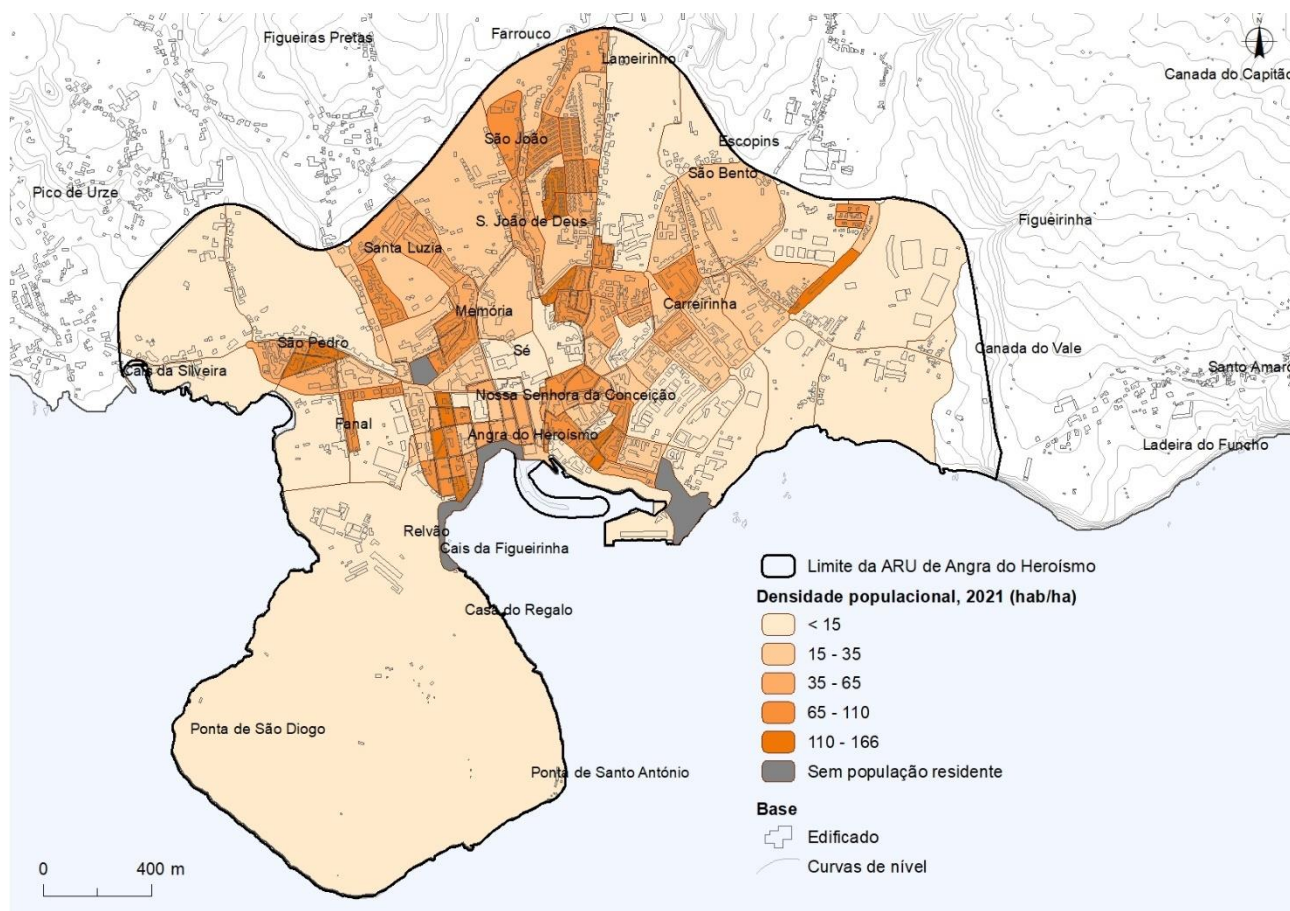 Farrouco
Figueiras Pretas
Lameirinho
N
Canada do Capitão
São João
Escopins
São Bento
Pico de Urze
S. João de Deus
Figueirinha
Santa Luzia
Carreirinha
Memória
São Pedro
Sé
Canada do Vale
Cais da Silveira
Santo Amaro
Nossa Senhora da Conceição
Fanal
Angra do Heroísmo
Ladeira do Funcho
Relvão
Cais da Figueirinha
Casa do Regalo
Ponta de São Diogo
Ponta de Santo António
Limite da ARU de Angra do Heroísmo
Densidade populacional, 2021 (hab/ha)
< 15
15 - 35
35 - 65
65 - 110
110 - 166
Sem população residente
Base
Edificado
Curvas de nível
0 400 m